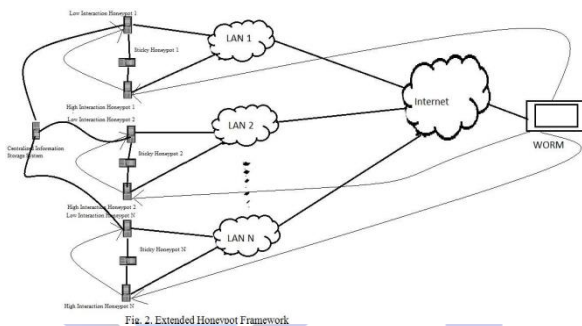 Low Interaction Honeypot 1
LAN 1
Sticky Honeypot 1
High Interaction Honeypot 1
Internet
Low Interaction Honeypot 2
LAN 2
WORM
Centralized Information
Storage System
Sticky Honeypot 2
High Interaction Honeypot 2
Low Interaction Honeypot N
LAN N
Sticky Honeypot N
High Interaction Honeypot N
Fig. 2. Extended Honeypot Framework